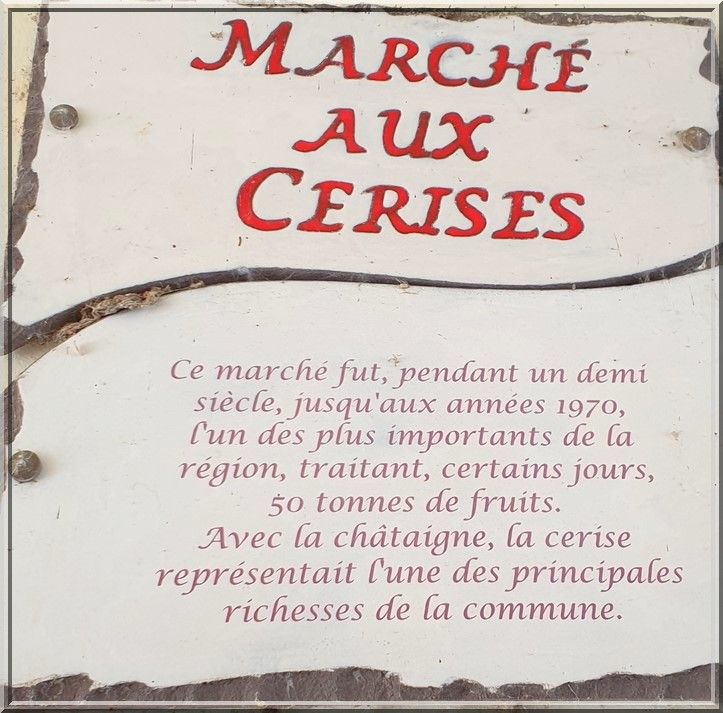 MARCHÉ
AUX
CERISES
Ce marché fut, pendant un demi
siècle, jusqu'aux années 1970,
l'un des plus importants de la
région, traitant, certains jours,
50 tonnes de fruits.
Avec la châtaigne, la cerise
représentait l'une des principales
richesses de la commune.